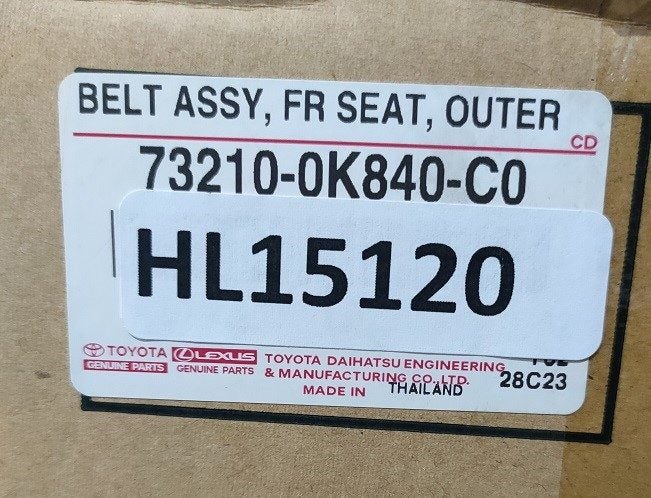 BELT ASSY, FR SEAT, OUTER
CD
73210-0K840-C0
HL15120
TOYOTA LEXUS TOYOTA DAIHATSU ENGINEERING
GENUINE PARTS GENUINE PARTS & MANUFACTURING CO.,LTD. 28C23
MADE IN THAILAND